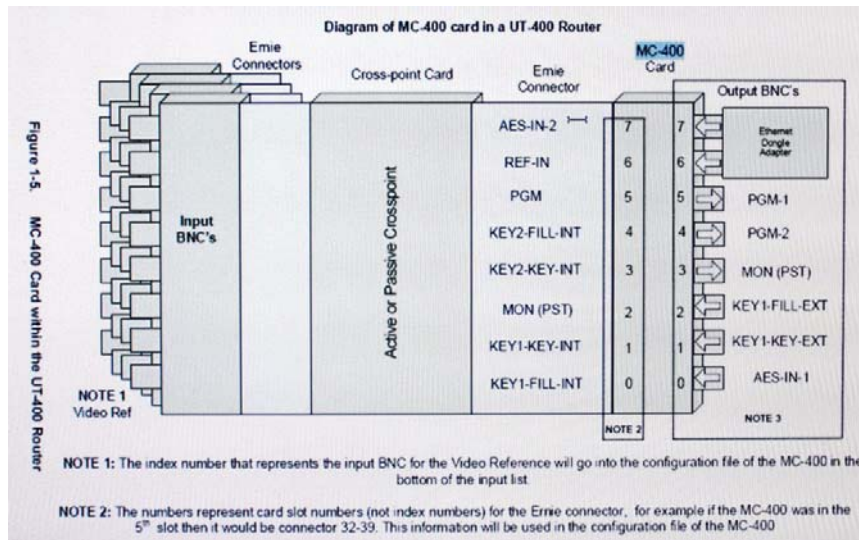 Diagram of MC-400 card in a UT-400 Router
Ernie
Connectors
Cross-point Card
Ernie
Connector
MC-400
Card
Output BNC's
Input
BNC's
Active or Passive Crosspoint
AES-IN-2
REF-IN
PGM
KEY2-FILL-INT
KEY2-KEY-INT
MON (PST)
KEY1-KEY-INT
KEY1-FILL-INT
7
6
5
4
3
2
1
0
7
6
5
4
3
2
1
0
Ethernet
Dongle
Adapter
PGM-1
PGM-2
MON (PST)
KEY1-FILL-EXT
KEY1-KEY-EXT
AES-IN-1
NOTE 1
Video Ref
NOTE 2
NOTE 3
Figure 1-5. MC-400 Card within the UT-400 Router
NOTE 1: The index number that represents the input BNC for the Video Reference will go into the configuration file of the MC-400 in the
bottom of the input list.
NOTE 2: The numbers represent card slot numbers (not index numbers) for the Ernie connector, for example if the MC-400 was in the
5th slot then it would be connector 32-39. This information will be used in the configuration file of the MC-400